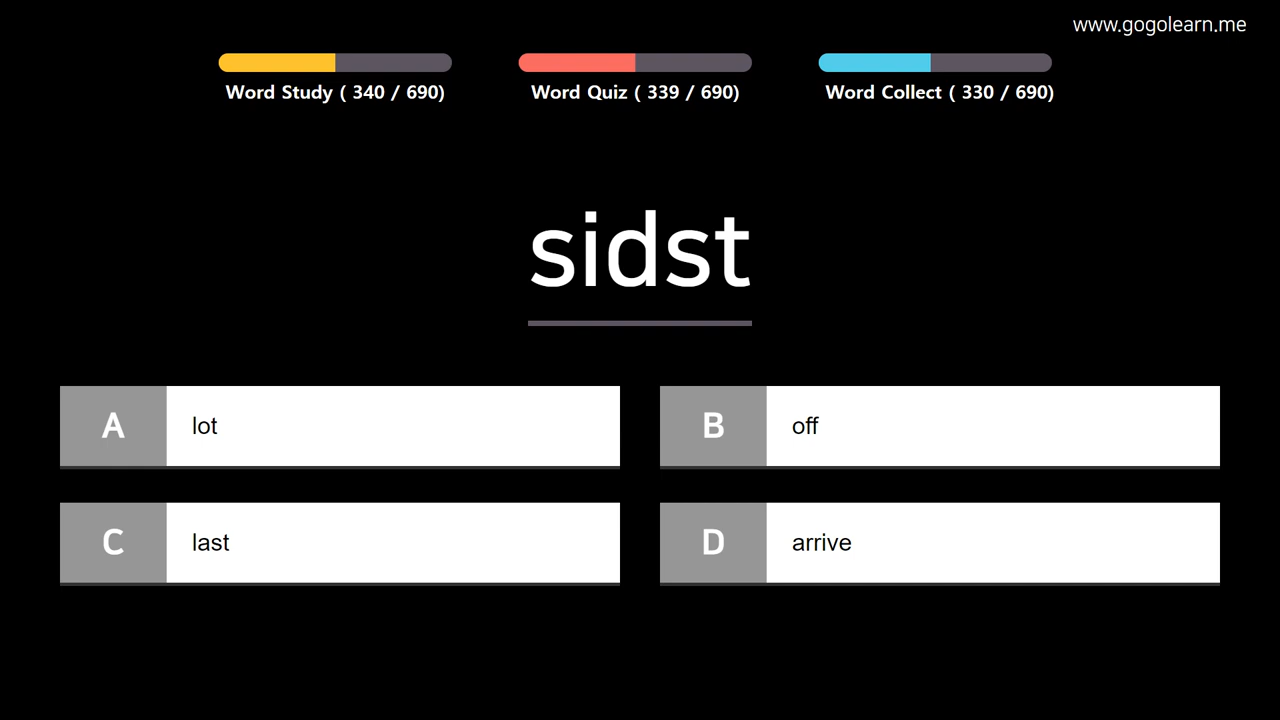 www.gogolearn.me
Word Study ( 340 / 690)
Word Quiz ( 339 / 690)
Word Collect ( 330 / 690)
sidst
A lot
B off
C last
D arrive